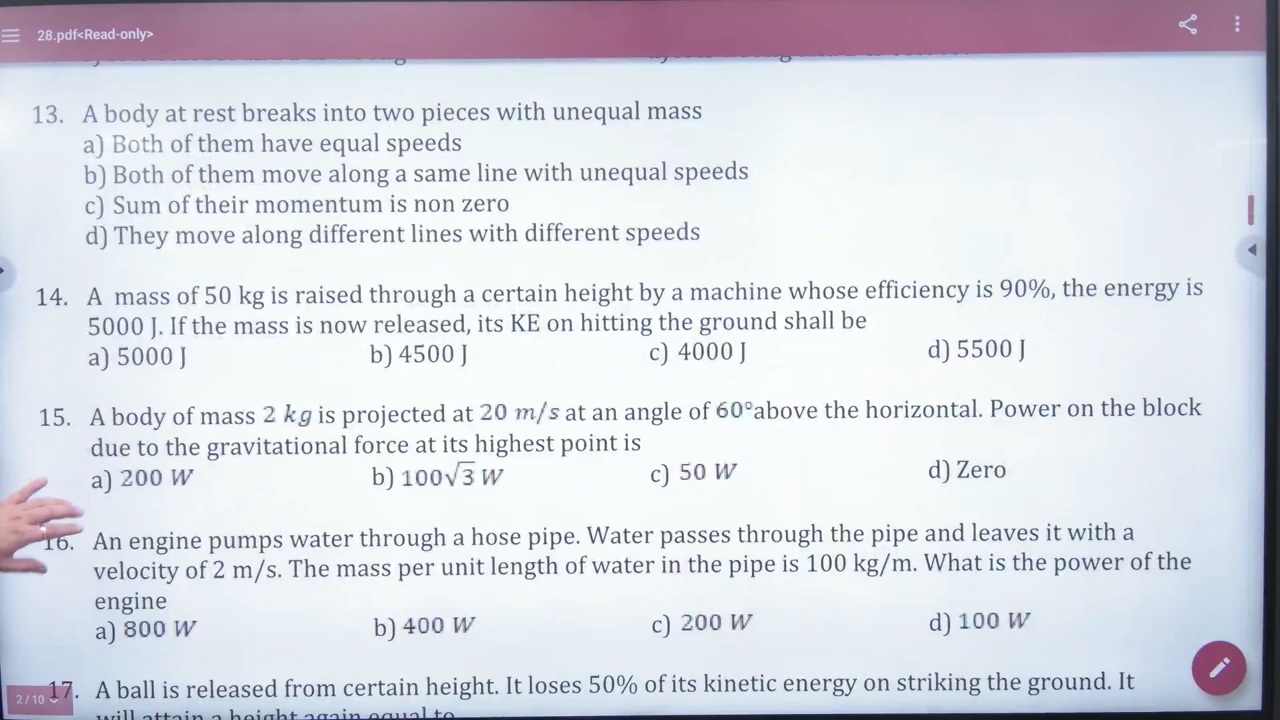 28.pdf<Read-only>
13. A body at rest breaks into two pieces with unequal mass
a) Both of them have equal speeds
b) Both of them move along a same line with unequal speeds
c) Sum of their momentum is non zero
d) They move along different lines with different speeds
14. A mass of 50 kg is raised through a certain height by a machine whose efficiency is 90%, the energy is
5000 J. If the mass is now released, its KE on hitting the ground shall be
a) 5000 J b) 4500 J c) 4000 J d) 5500 J
15. A body of mass 2 kg is projected at 20 m/s at an angle of 60°above the horizontal. Power on the block
due to the gravitational force at its highest point is
a) 200 W b) 100√3 W c) 50 W d) Zero
16. An engine pumps water through a hose pipe. Water passes through the pipe and leaves it with a
velocity of 2 m/s. The mass per unit length of water in the pipe is 100 kg/m. What is the power of the
engine
a) 800 W b) 400 W c) 200 W d) 100 W
17. A ball is released from certain height. It loses 50% of its kinetic energy on striking the ground. It
will attain a height again equal to
2/10